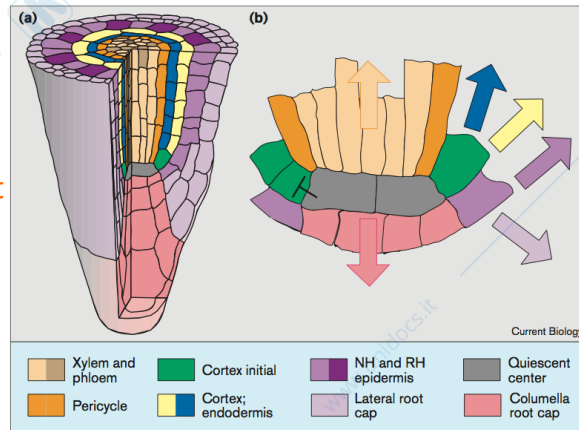 (a)
(b)
Current Biology
Xylem and
phloem
Cortex initial
NH and RH
epidermis
Quiescent
center
Pericycle
Cortex;
endodermis
Lateral root
cap
Columella
root cap